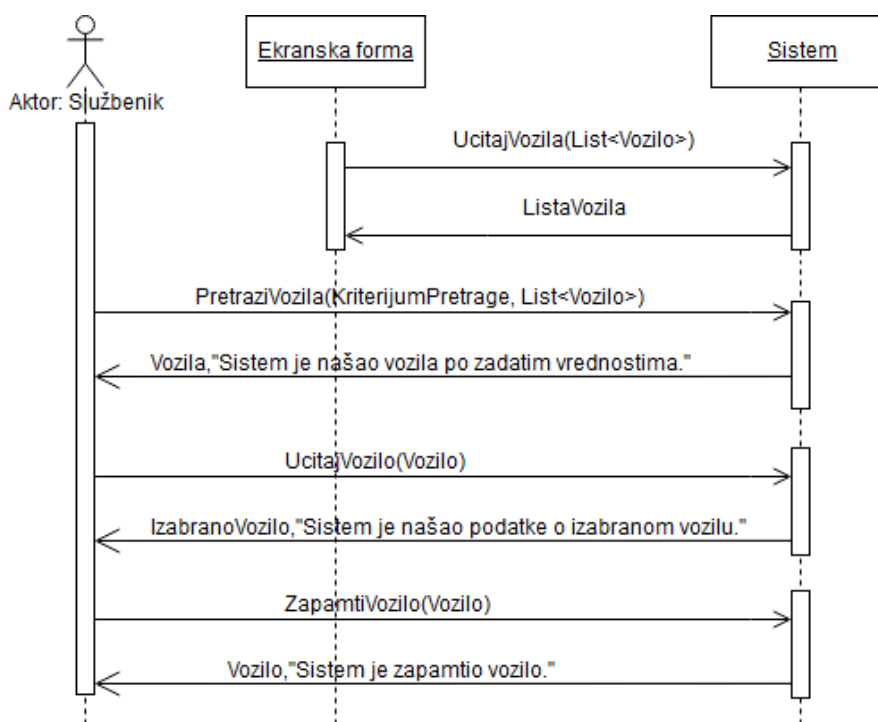 Ekranska forma
Sistem
Aktor: Službenik
UcitajVozila(List<Vozilo>)
ListaVozila
PretraziVozila(KriterijumPretrage, List<Vozilo>)
Vozila,"Sistem je našao vozila po zadatim vrednostima."
UcitajVozilo(Vozilo)
IzabranoVozilo,"Sistem je našao podatke o izabranom vozilu."
ZapamtiVozilo(Vozilo)
Vozilo,"Sistem je zapamtio vozilo."